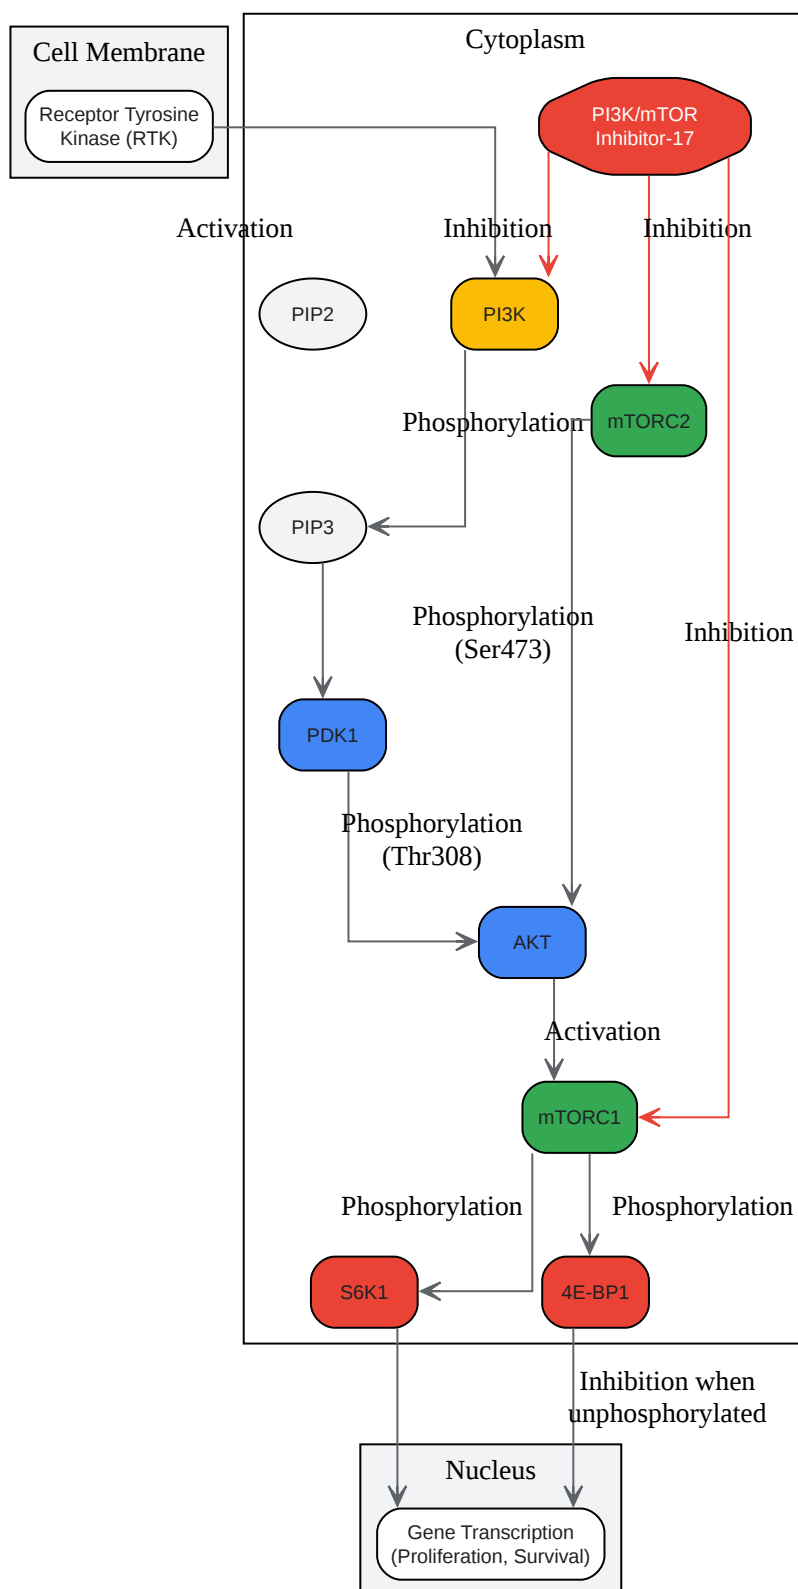 Cytoplasm
Cell Membrane
Receptor Tyrosine
Kinase (RTK)
PI3K/mTOR
Inhibitor-17
Activation
Inhibition
Inhibition
PIP2
PI3K
mTORC2
Phosphorylation
PIP3
Phosphorylation
(Ser473)
Inhibition
PDK1
Phosphorylation
(Thr308)
AKT
Activation
mTORC1
Phosphorylation
Phosphorylation
S6K1
4E-BP1
Inhibition when
unphosphorylated
Nucleus
Gene Transcription
(Proliferation, Survival)